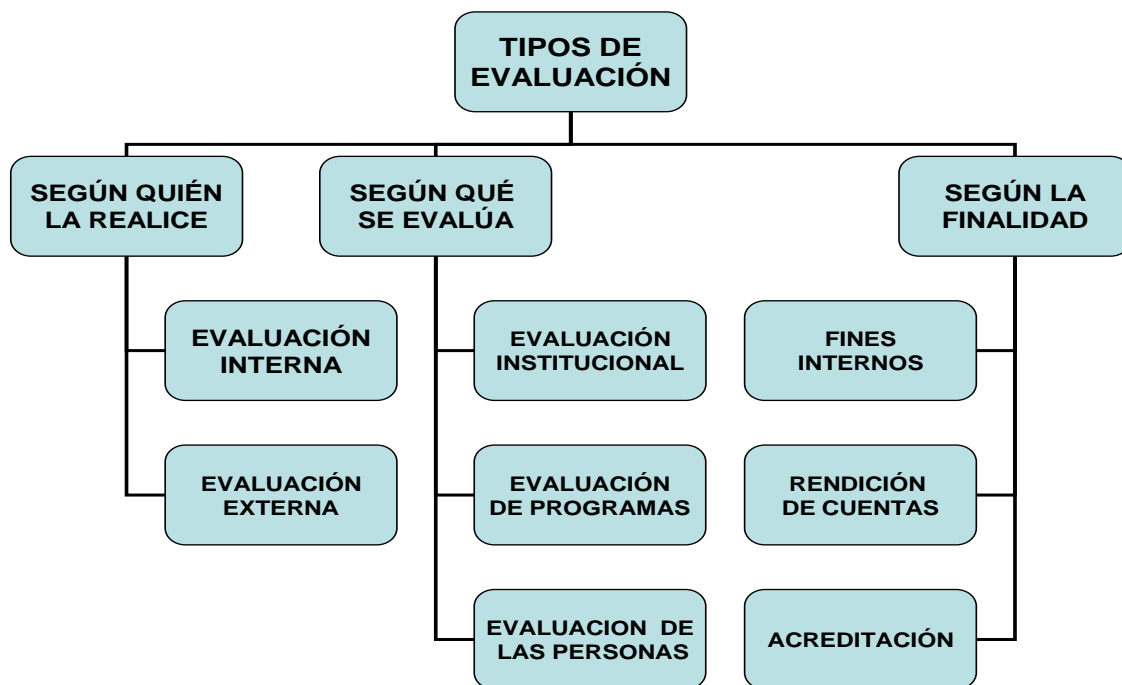 TIPOS DE
EVALUACIÓN
SEGÚN QUIÉN
LA REALICE
SEGÚN QUÉ
SE EVALÚA
SEGÚN LA
FINALIDAD
EVALUACIÓN
INTERNA
EVALUACIÓN
INSTITUCIONAL
FINES
INTERNOS
EVALUACIÓN
EXTERNA
EVALUACIÓN
DE PROGRAMAS
RENDICIÓN
DE CUENTAS
EVALUACION DE
LAS PERSONAS
ACREDITACIÓN